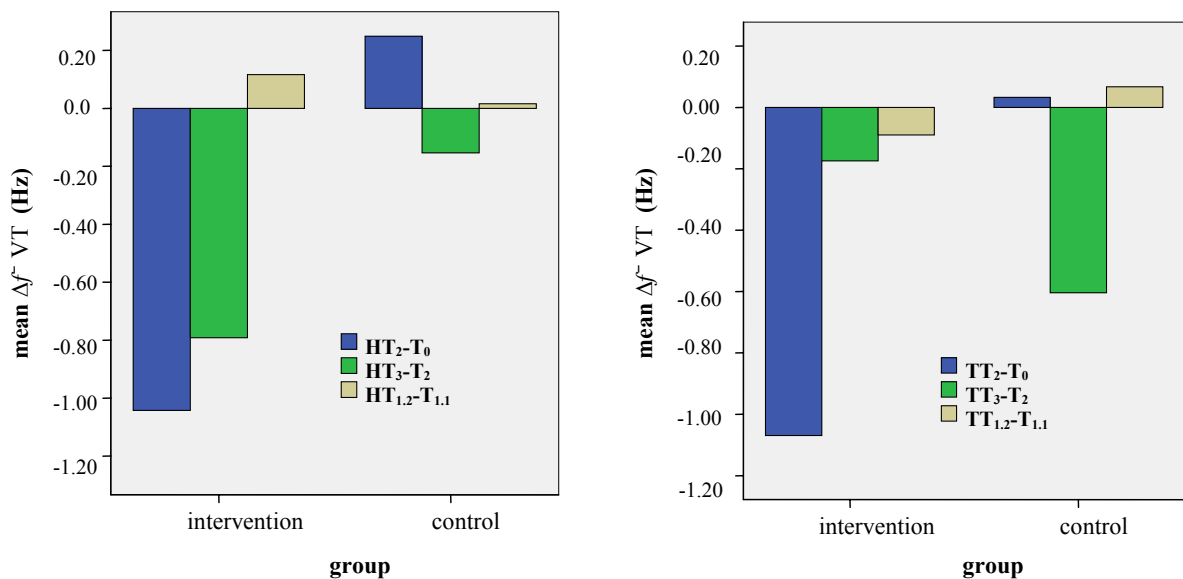 mean Δf⁻ VT (Hz)
0.20
0.0
-0.20
-0.40
-0.60
-0.80
-1.00
-1.20
HT₂-T₀
HT₃-T₂
HT₁.₂-T₁.₁
intervention control
group
mean Δf⁻ VT (Hz)
0.20
0.00
-0.20
-0.40
-0.60
-0.80
-1.00
-1.20
TT₂-T₀
TT₃-T₂
TT₁.₂-T₁.₁
intervention control
group